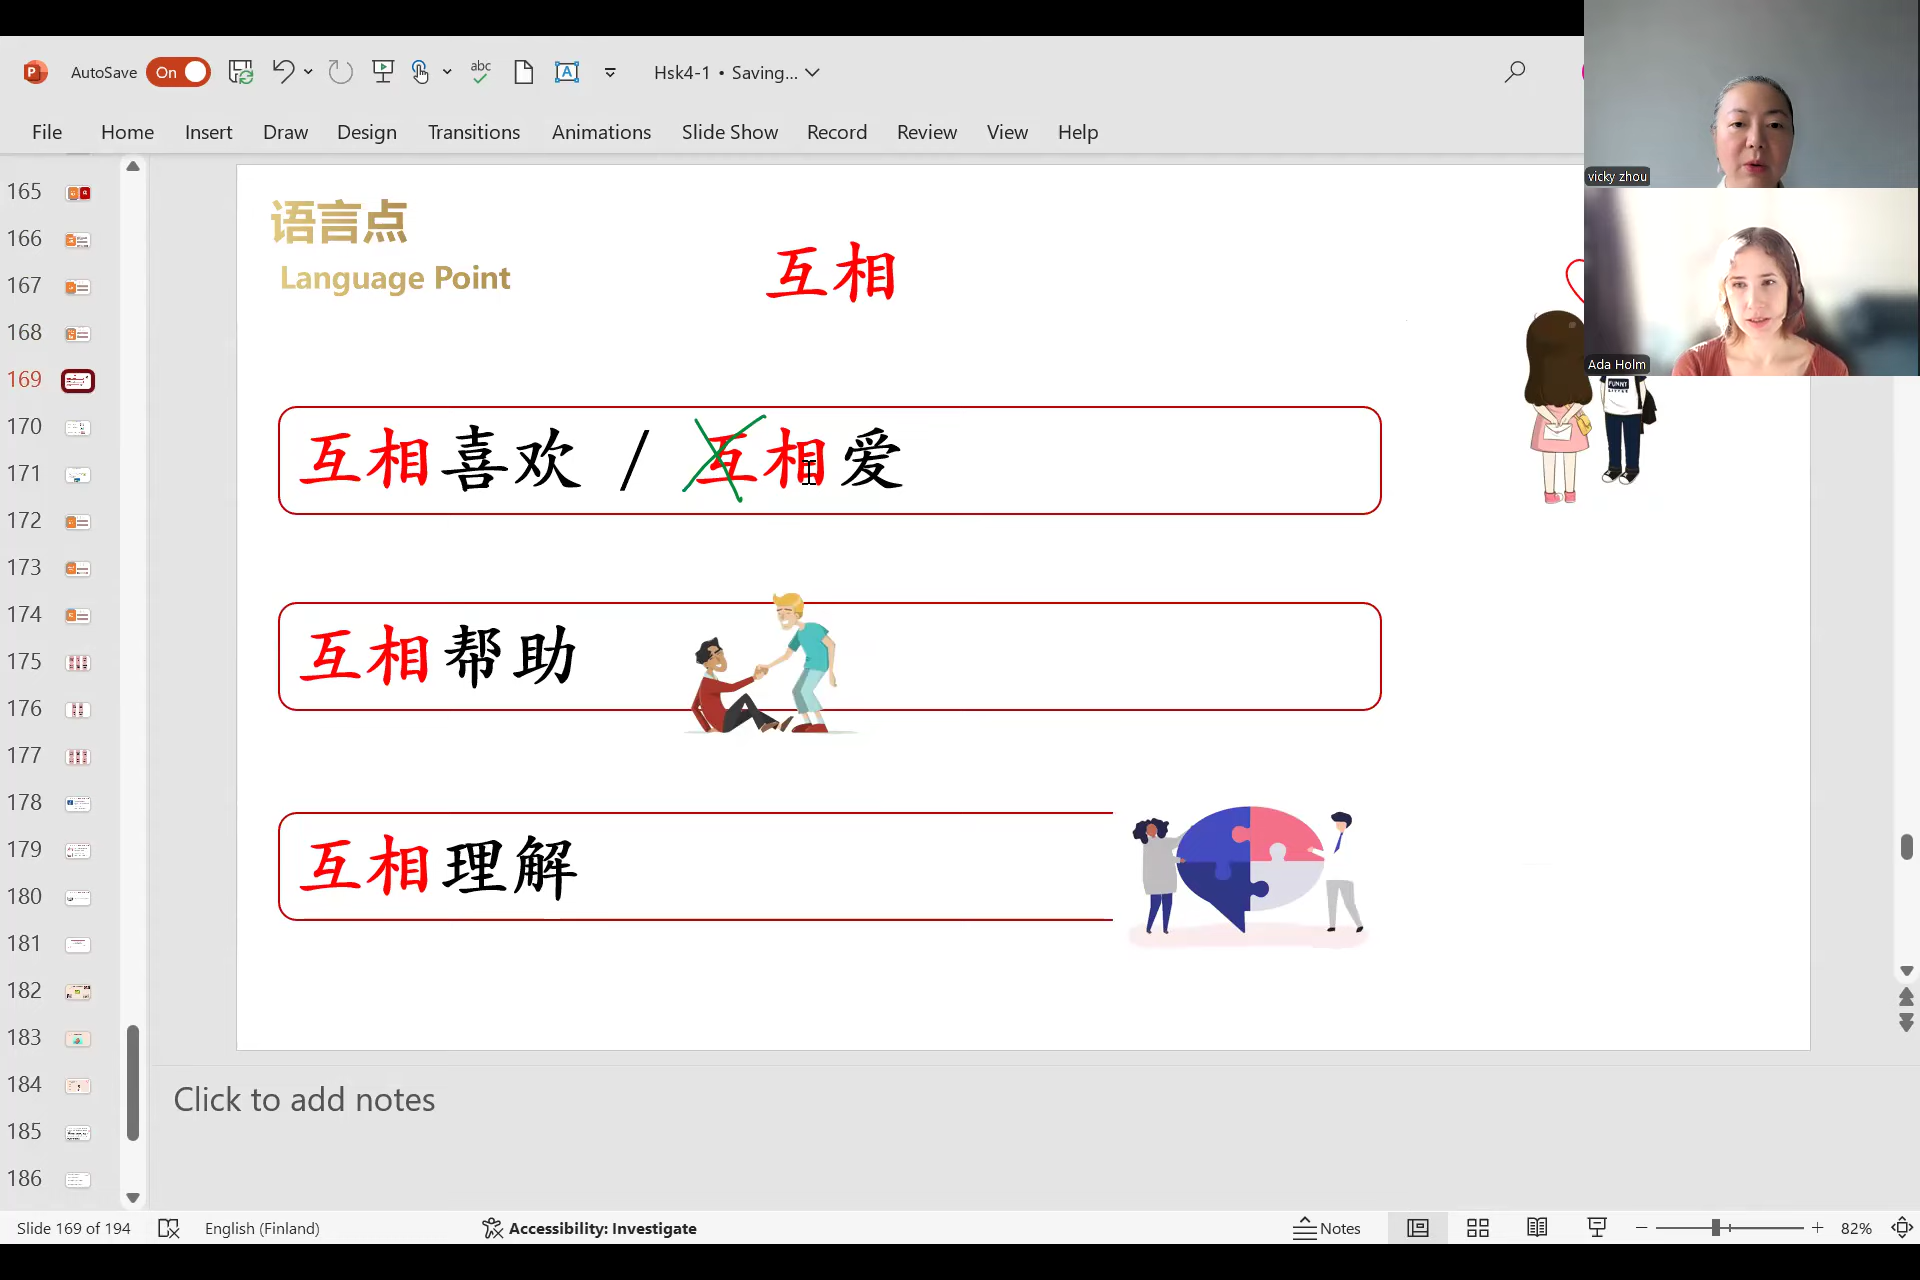 AutoSave On abc A Hsk4-1 • Saving...
File Home Insert Draw Design Transitions Animations Slide Show Record Review View Help
vicky zhou
Ada Holm
165
166
167
168
169
170
171
172
173
174
175
176
177
178
179
180
181
182
183
184
185
186
语言点
Language Point
互相
FUNNY
互相喜欢 / 互相爱
互相帮助
互相理解
Click to add notes
Slide 169 of 194 English (Finland) Accessibility: Investigate Notes 82%